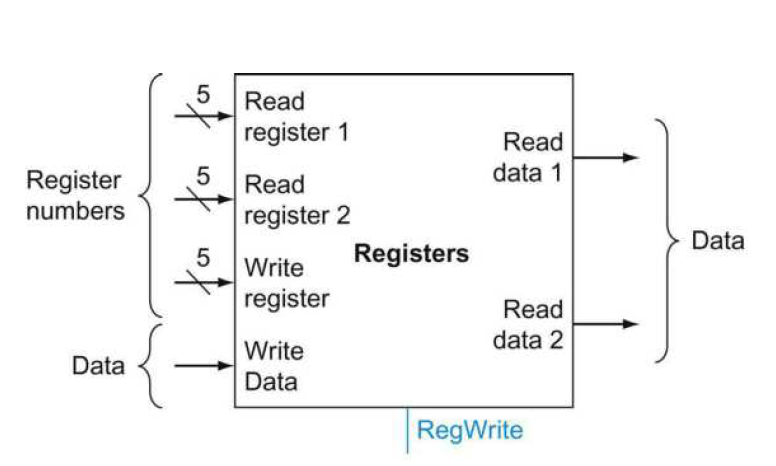 Register
numbers
5
Read
register 1
5
Read
register 2
5
Write
register
Data
Write
Data
Registers
Read
data 1
Read
data 2
Data
RegWrite